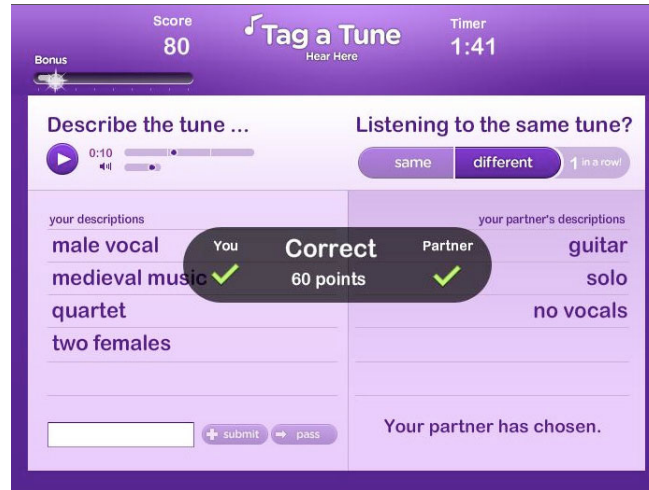 Score
80
Tag a Tune
Hear Here
Timer
1:41
Bonus
Describe the tune ...
0:10
Listening to the same tune?
same different 1 in a row!
your descriptions
male vocal
medieval music
quartet
two females
You
Correct
60 points
Partner
your partner's descriptions
guitar
solo
no vocals
submit pass
Your partner has chosen.